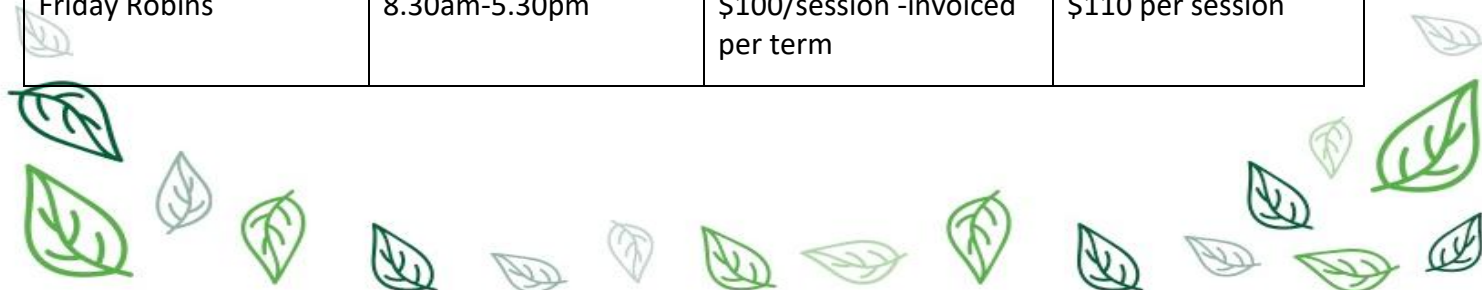 Friday Robins 8.30am-5.30pm $100/session -invoiced $110 per session
per term